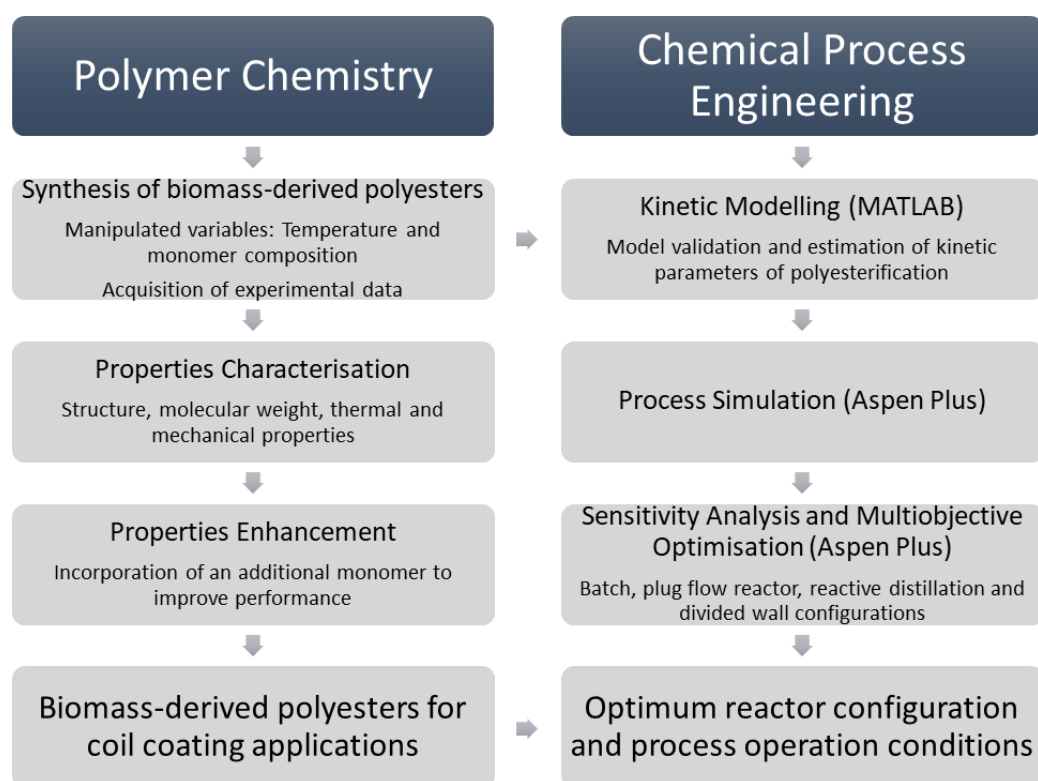 Polymer Chemistry
Synthesis of biomass-derived polyesters
Manipulated variables: Temperature and
monomer composition
Acquisition of experimental data
Properties Characterisation
Structure, molecular weight, thermal and
mechanical properties
Properties Enhancement
Incorporation of an additional monomer to
improve performance
Biomass-derived polyesters for
coil coating applications
Chemical Process
Engineering
Kinetic Modelling (MATLAB)
Model validation and estimation of kinetic
parameters of polyesterification
Process Simulation (Aspen Plus)
Sensitivity Analysis and Multiobjective
Optimisation (Aspen Plus)
Batch, plug flow reactor, reactive distillation and
divided wall configurations
Optimum reactor configuration
and process operation conditions